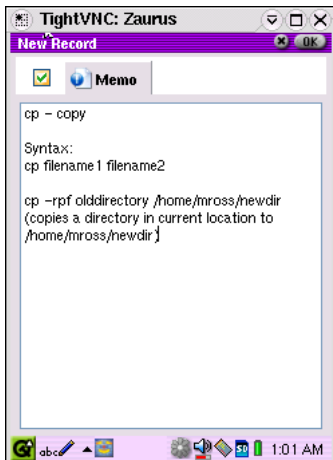 TightVNC: Zaurus
New Record
OK
Memo
cp - copy
Syntax:
cp filename1 filename2
cp -rpf olddirectory /home/mross/newdir
(copies a directory in current location to
/home/mross/newdir)
abc
SD
1:01 AM